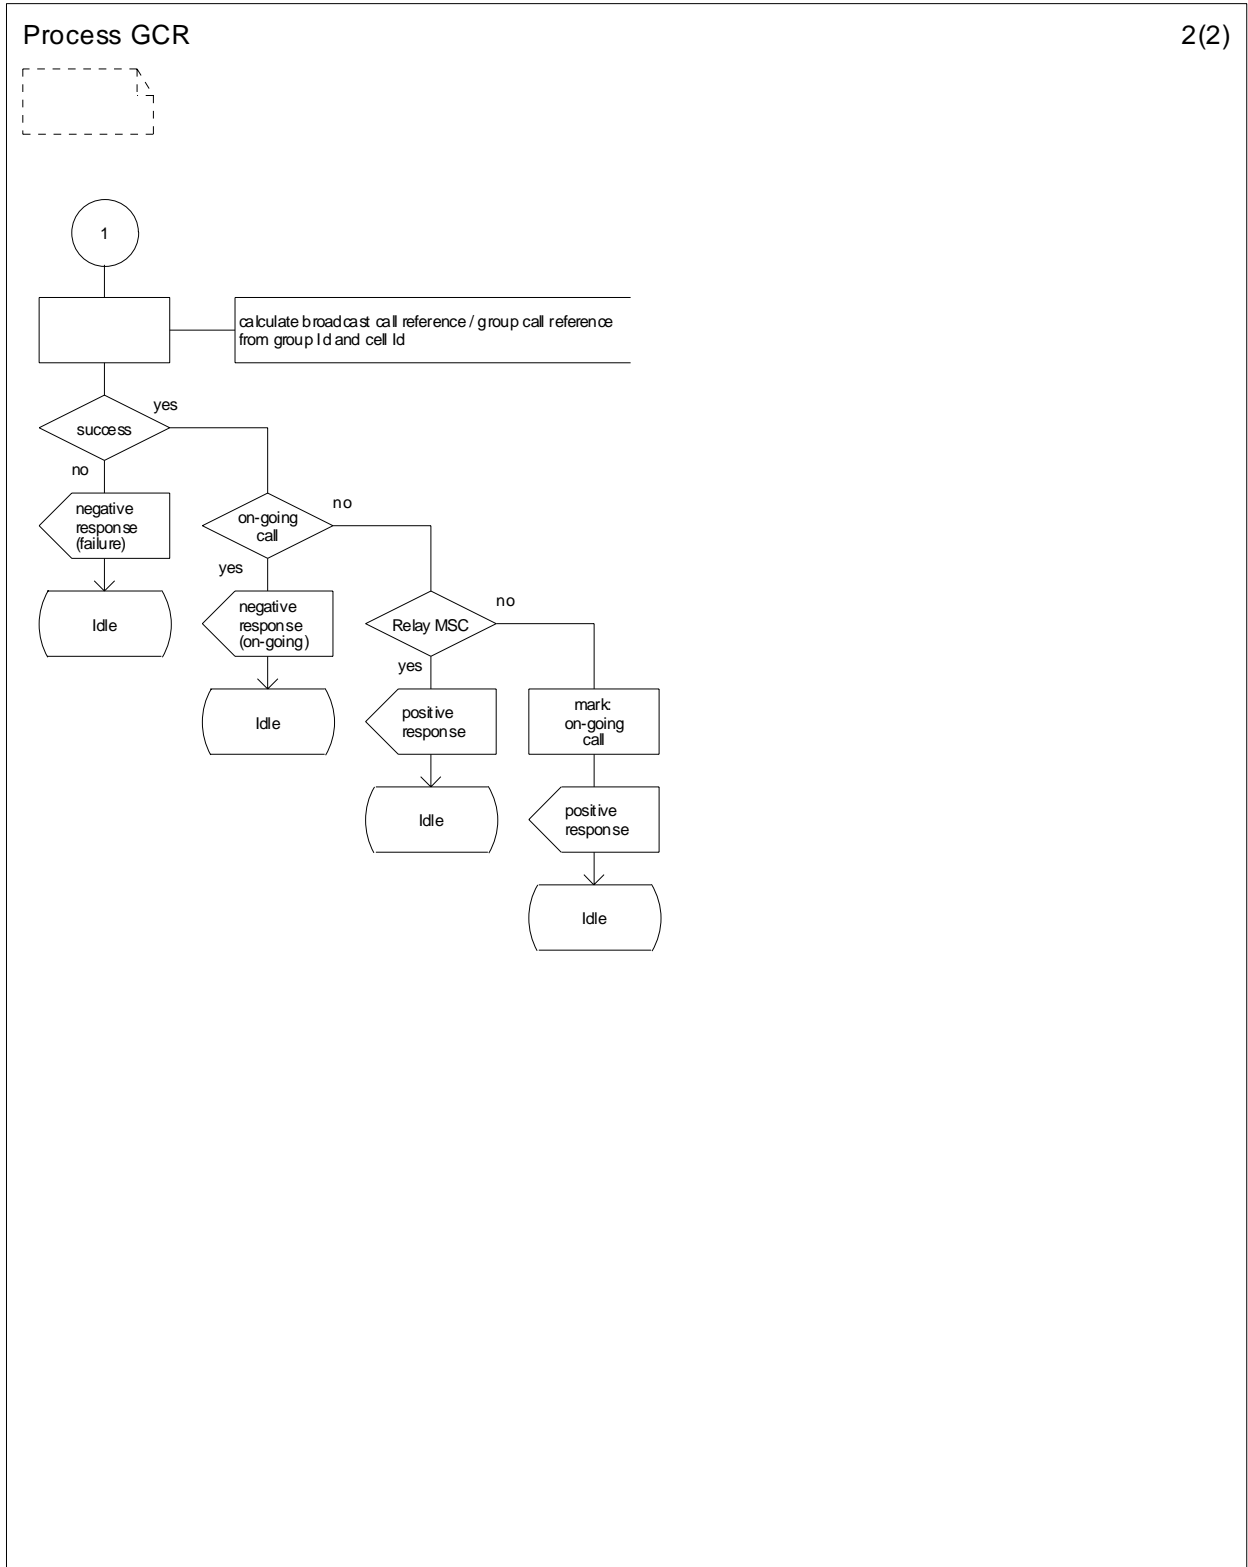 Process GCR
2(2)
1
calculate broadcast call reference / group call reference
from group Id and cell Id
yes
success
no
negative
response
(failure)
Idle
no
on-going
call
yes
negative
response
(on-going)
Idle
no
Relay MSC
yes
positive
response
Idle
mark:
on-going
call
positive
response
Idle